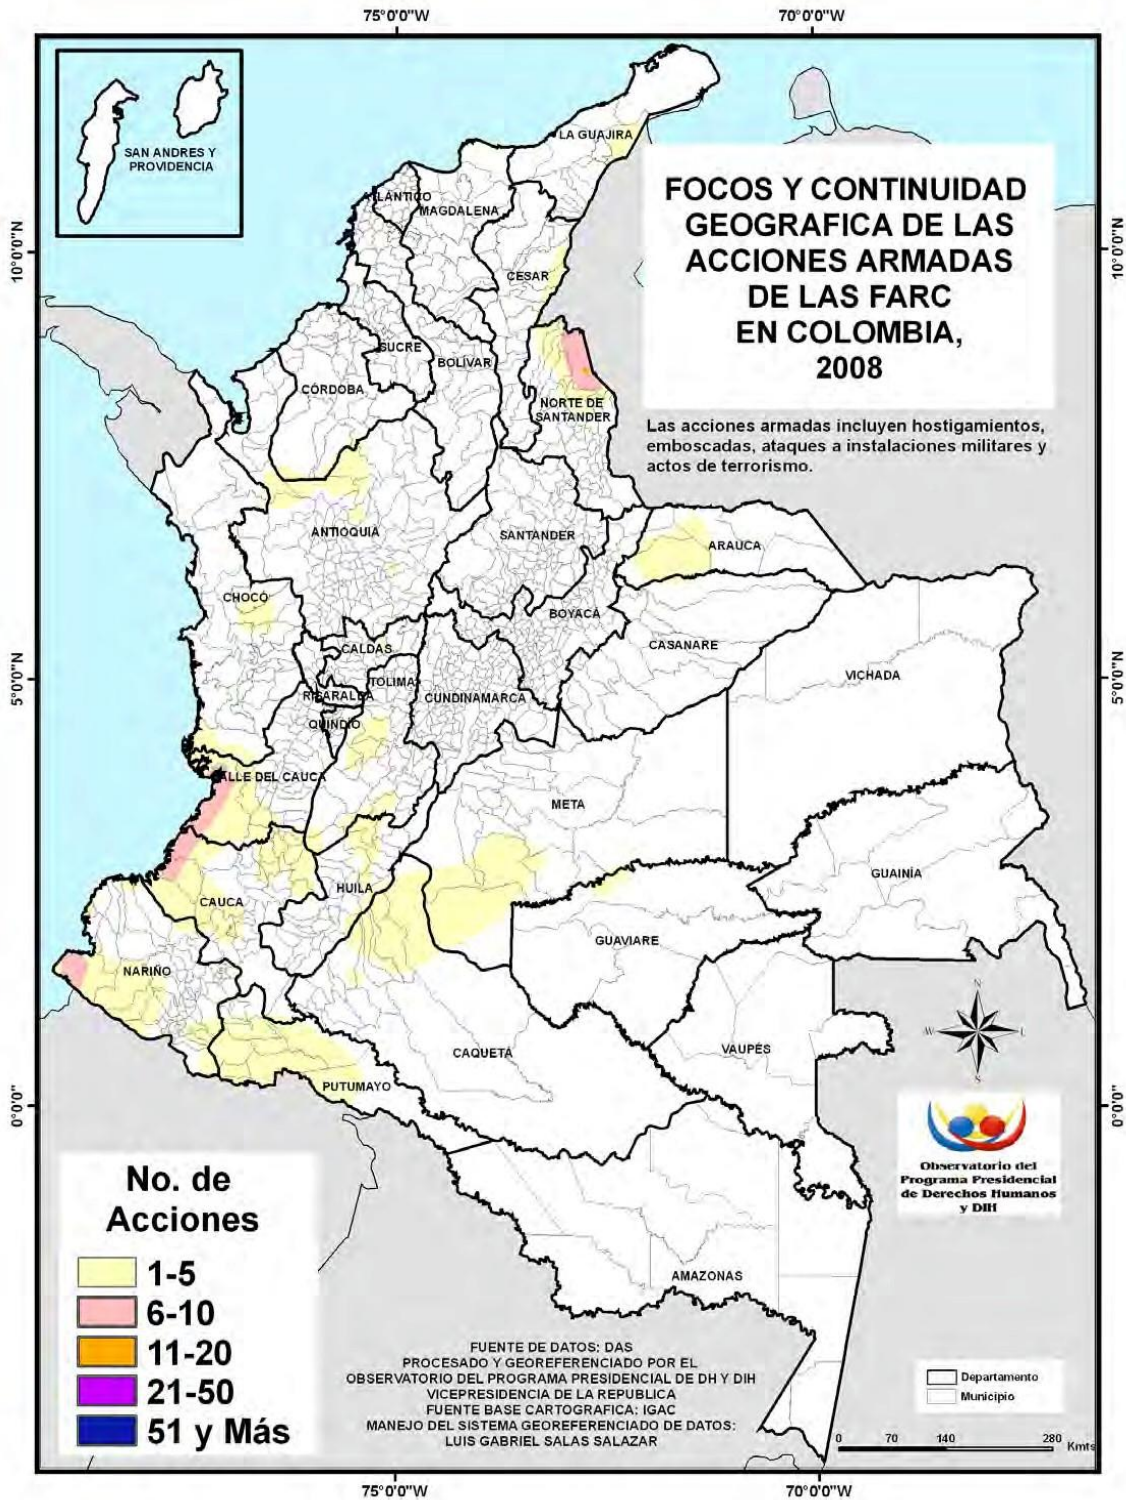 75°0'0"W
70°0'0"W
SAN ANDRES Y
PROVIDENCIA
LA GUAJIRA
ATLÁNTICO
MAGDALENA
FOCOS Y CONTINUIDAD
GEOGRAFICA DE LAS
ACCIONES ARMADAS
DE LAS FARC
EN COLOMBIA,
2008
10°0'0"N
10°0'0"N
CESAR
SUCRE
BOLÍVAR
CÓRDOBA
NORTE DE
SANTANDER
Las acciones armadas incluyen hostigamientos,
emboscadas, ataques a instalaciones militares y
actos de terrorismo.
ANTIOQUIA
SANTANDER
ARAUCA
CHOCÓ
BOYACÁ
CALDAS
CASANARE
5°0'0"N
5°0'0"N
VICHADA
TOLIMA
RISARALDA
CUNDINAMARCA
QUINDIO
ALLE DEL CAUCA
META
HUILA
GUAINÍA
CAUCA
GUAVIARE
NARIÑO
N
W
L
S
CAQUETÁ
VAUPÉS
PUTUMAYO
0°0'0"
0°0'0"
Observatorio del
Programa Presidencial
de Derechos Humanos
y DIH
No. de
Acciones
1-5
6-10
11-20
21-50
51 y Más
AMAZONAS
FUENTE DE DATOS: DAS
PROCESADO Y GEOREFERENCIADO POR EL
OBSERVATORIO DEL PROGRAMA PRESIDENCIAL DE DH Y DIH
VICEPRESIDENCIA DE LA REPUBLICA
FUENTE BASE CARTOGRAFICA: IGAC
MANEJO DEL SISTEMA GEOREFERENCIADO DE DATOS:
LUIS GABRIEL SALAS SALAZAR
Departamento
Municipio
0 70 140 280
Kmts
75°0'0"W
70°0'0"W